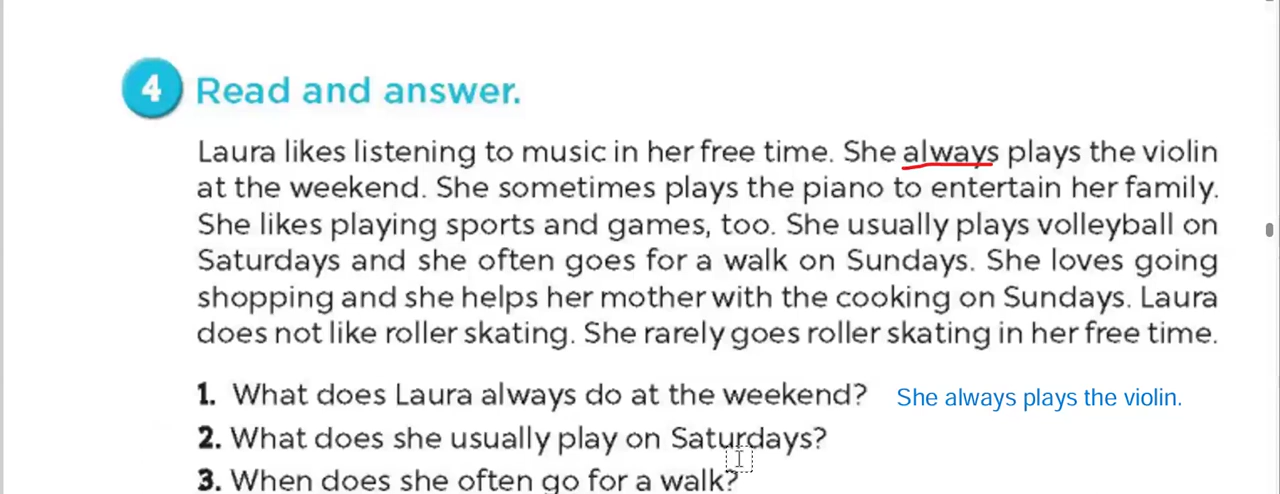 4 Read and answer.
Laura likes listening to music in her free time. She always plays the violin
at the weekend. She sometimes plays the piano to entertain her family.
She likes playing sports and games, too. She usually plays volleyball on
Saturdays and she often goes for a walk on Sundays. She loves going
shopping and she helps her mother with the cooking on Sundays. Laura
does not like roller skating. She rarely goes roller skating in her free time.
1. What does Laura always do at the weekend? She always plays the violin.
2. What does she usually play on Saturdays?
3. When does she often go for a walk?